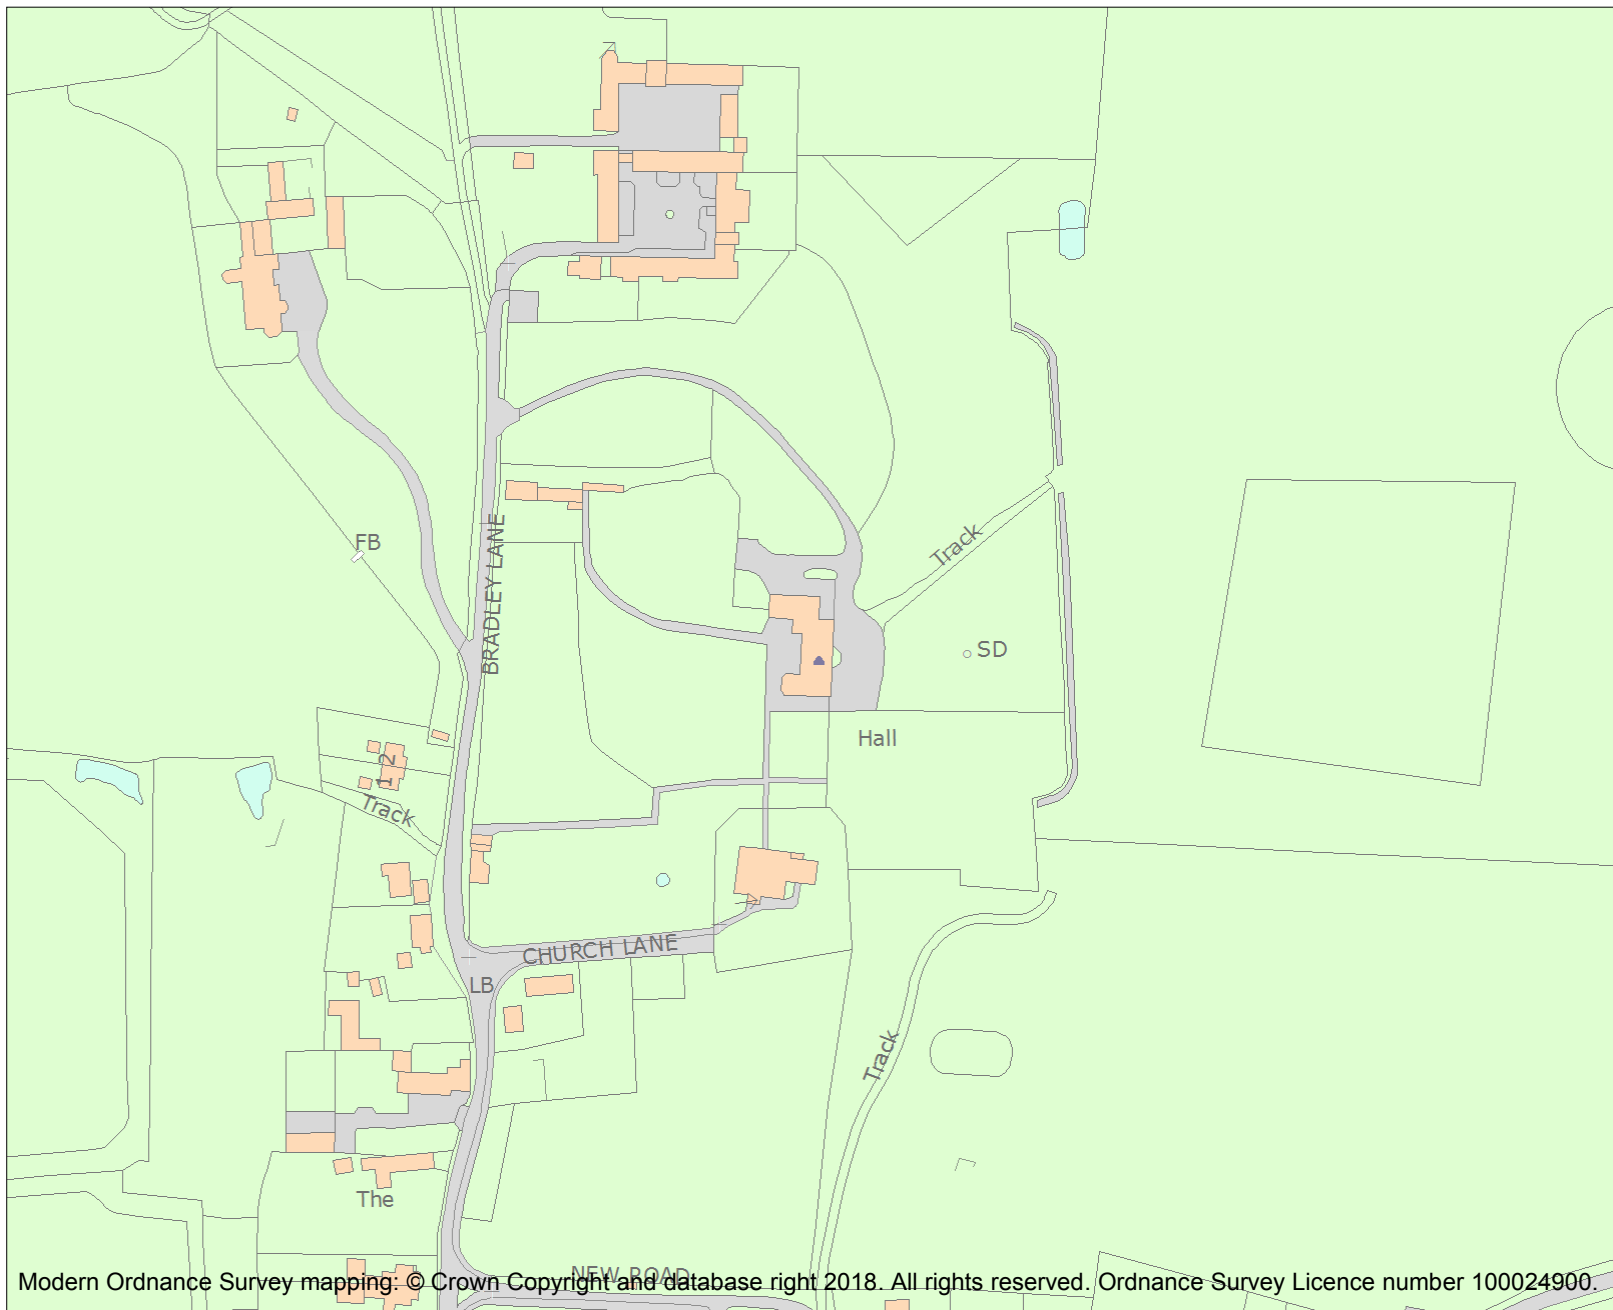 FB
BRADLEY LANE
Track
SD
Hall
1
2
Track
CHURCH LANE
LB
Track
The
NEW ROAD
Modern Ordnance Survey mapping: © Crown Copyright and database right 2018. All rights reserved. Ordnance Survey Licence number 100024900.